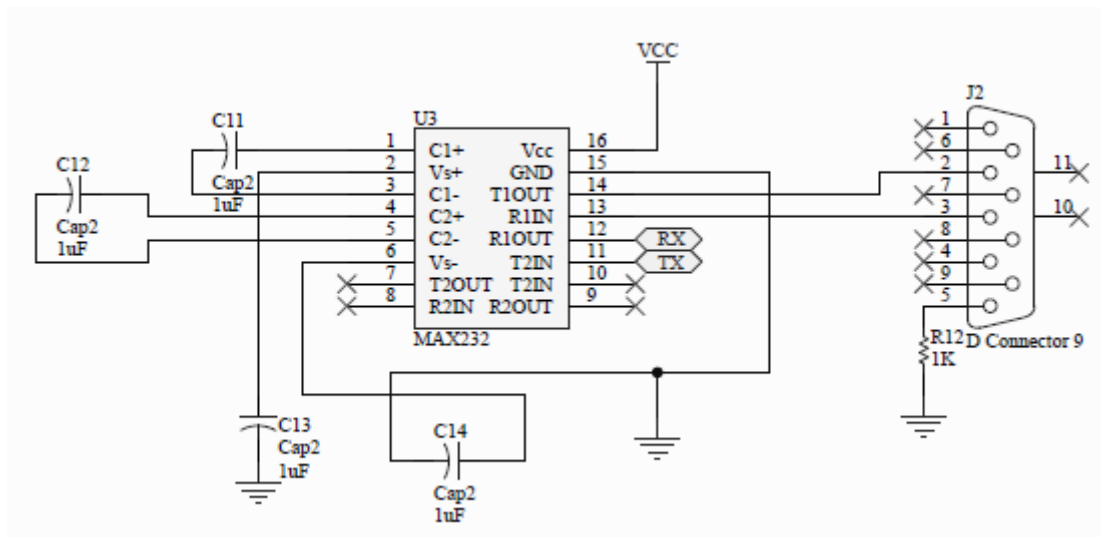 VCC
J2
U3
C11
Cap2
1uF
C12
Cap2
1uF
1 C1+ Vcc 16
2 Vs+ GND 15
3 C1- T1OUT 14
4 C2+ R1IN 13
5 C2- R1OUT 12 RX
6 Vs- T2IN 11 TX
7 T2OUT T2IN 10
8 R2IN R2OUT 9
MAX232
1
6
2
7
3
8
4
9
5
11
10
R12
1K
D Connector 9
C13
Cap2
1uF
C14
Cap2
1uF